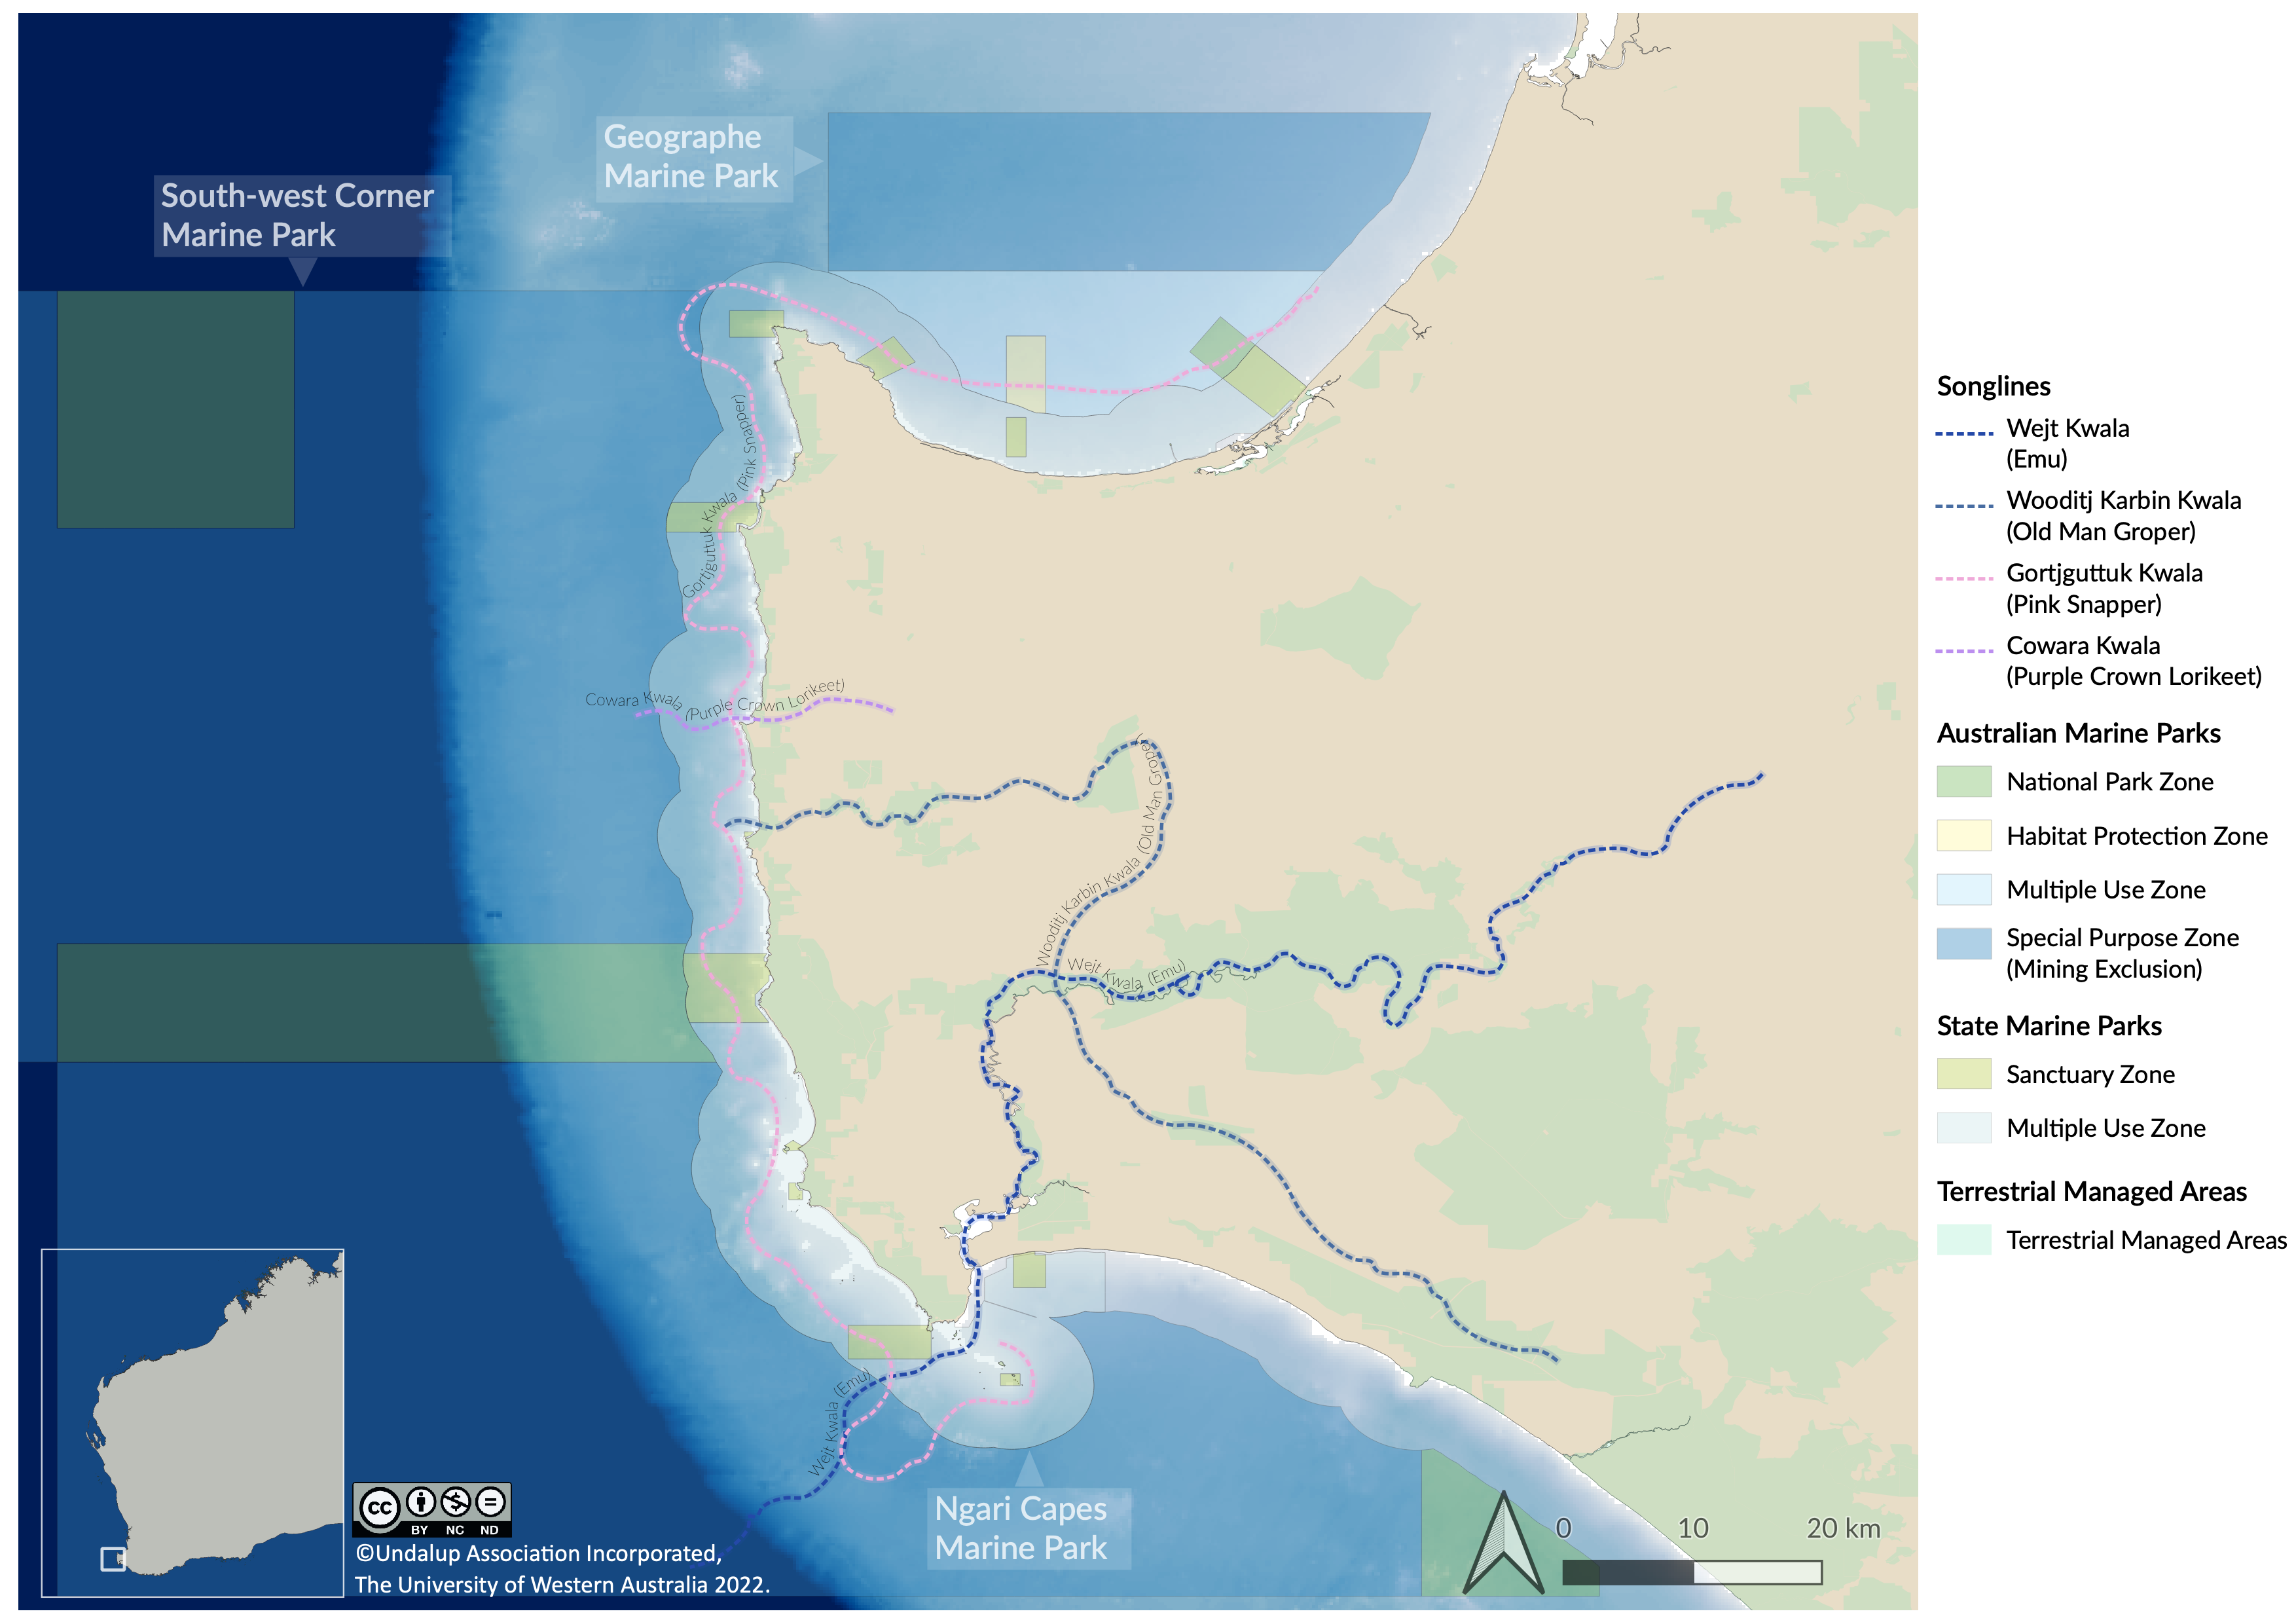 Geographe
Marine Park
South-west Corner
Marine Park
Gortjguttuk Kwala (Pink Snapper)
Cowara Kwala (Purple Crown Lorikeet)
Wooditj Karbin Kwala (Old Man Groper)
Wejt Kwala (Emu)
Wejt Kwala (Emu)
Ngari Capes
Marine Park
0 10 20 km
CC BY NC ND
©Undalup Association Incorporated,
The University of Western Australia 2022.
Songlines
Wejt Kwala
(Emu)
Wooditj Karbin Kwala
(Old Man Groper)
Gortjguttuk Kwala
(Pink Snapper)
Cowara Kwala
(Purple Crown Lorikeet)
Australian Marine Parks
National Park Zone
Habitat Protection Zone
Multiple Use Zone
Special Purpose Zone
(Mining Exclusion)
State Marine Parks
Sanctuary Zone
Multiple Use Zone
Terrestrial Managed Areas
Terrestrial Managed Areas